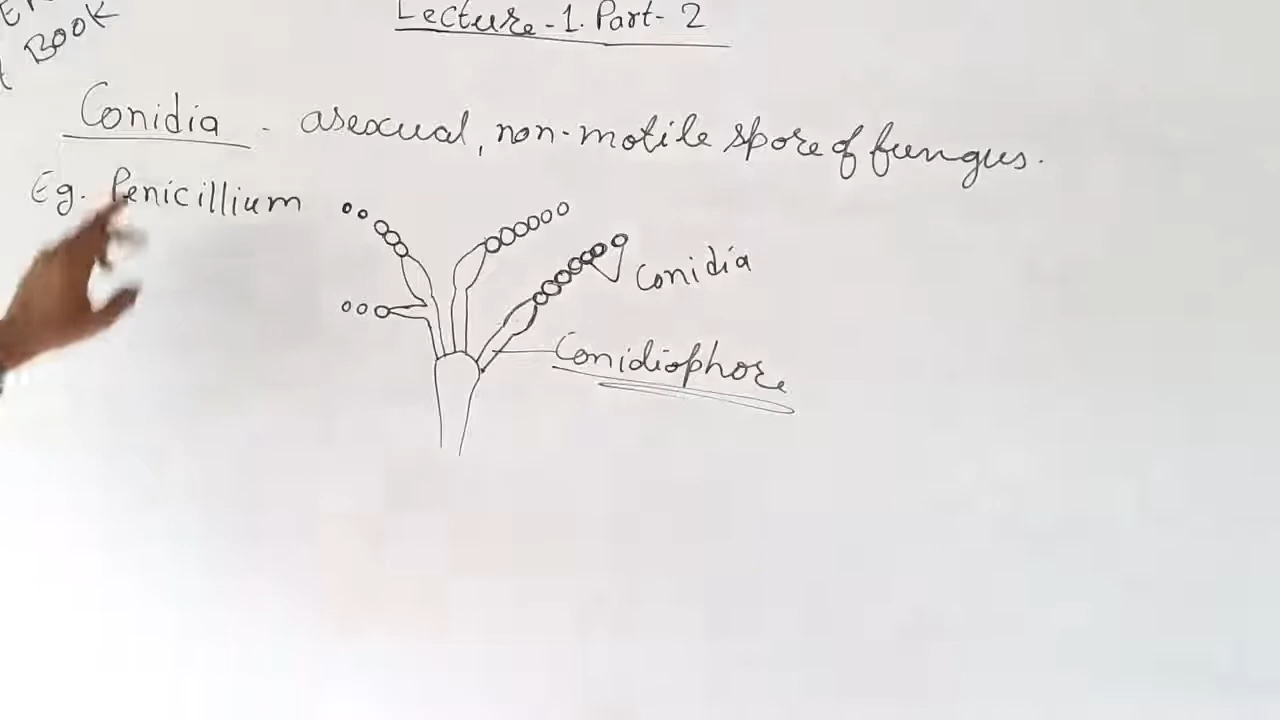 BOOK
Lecture-1. Part-2
Conidia - asexual, non-motile spore of fungus.
Eg. Penicillium
Conidia
Conidiophore